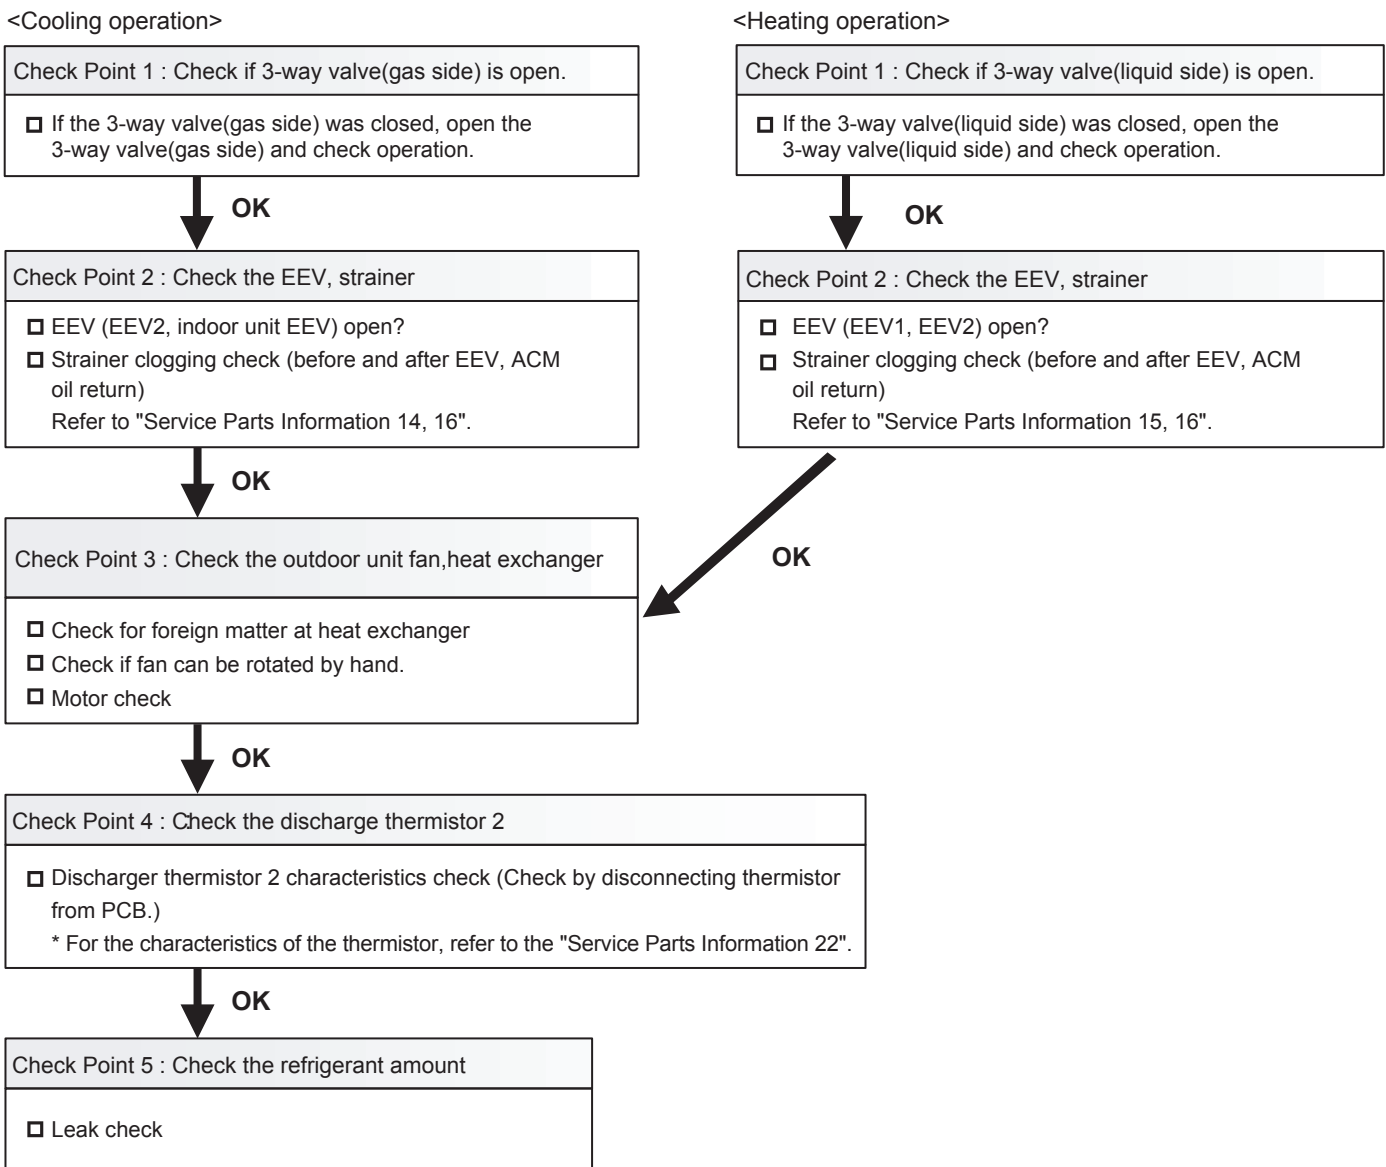 <Cooling operation>
Check Point 1 : Check if 3-way valve(gas side) is open.
If the 3-way valve(gas side) was closed, open the
3-way valve(gas side) and check operation.
OK
Check Point 2 : Check the EEV, strainer
EEV (EEV2, indoor unit EEV) open?
Strainer clogging check (before and after EEV, ACM
oil return)
Refer to "Service Parts Information 14, 16".
OK
<Heating operation>
Check Point 1 : Check if 3-way valve(liquid side) is open.
If the 3-way valve(liquid side) was closed, open the
3-way valve(liquid side) and check operation.
OK
Check Point 2 : Check the EEV, strainer
EEV (EEV1, EEV2) open?
Strainer clogging check (before and after EEV, ACM
oil return)
Refer to "Service Parts Information 15, 16".
OK
Check Point 3 : Check the outdoor unit fan,heat exchanger
Check for foreign matter at heat exchanger
Check if fan can be rotated by hand.
Motor check
OK
Check Point 4 : Check the discharge thermistor 2
Discharger thermistor 2 characteristics check (Check by disconnecting thermistor
from PCB.)
* For the characteristics of the thermistor, refer to the "Service Parts Information 22".
OK
Check Point 5 : Check the refrigerant amount
Leak check